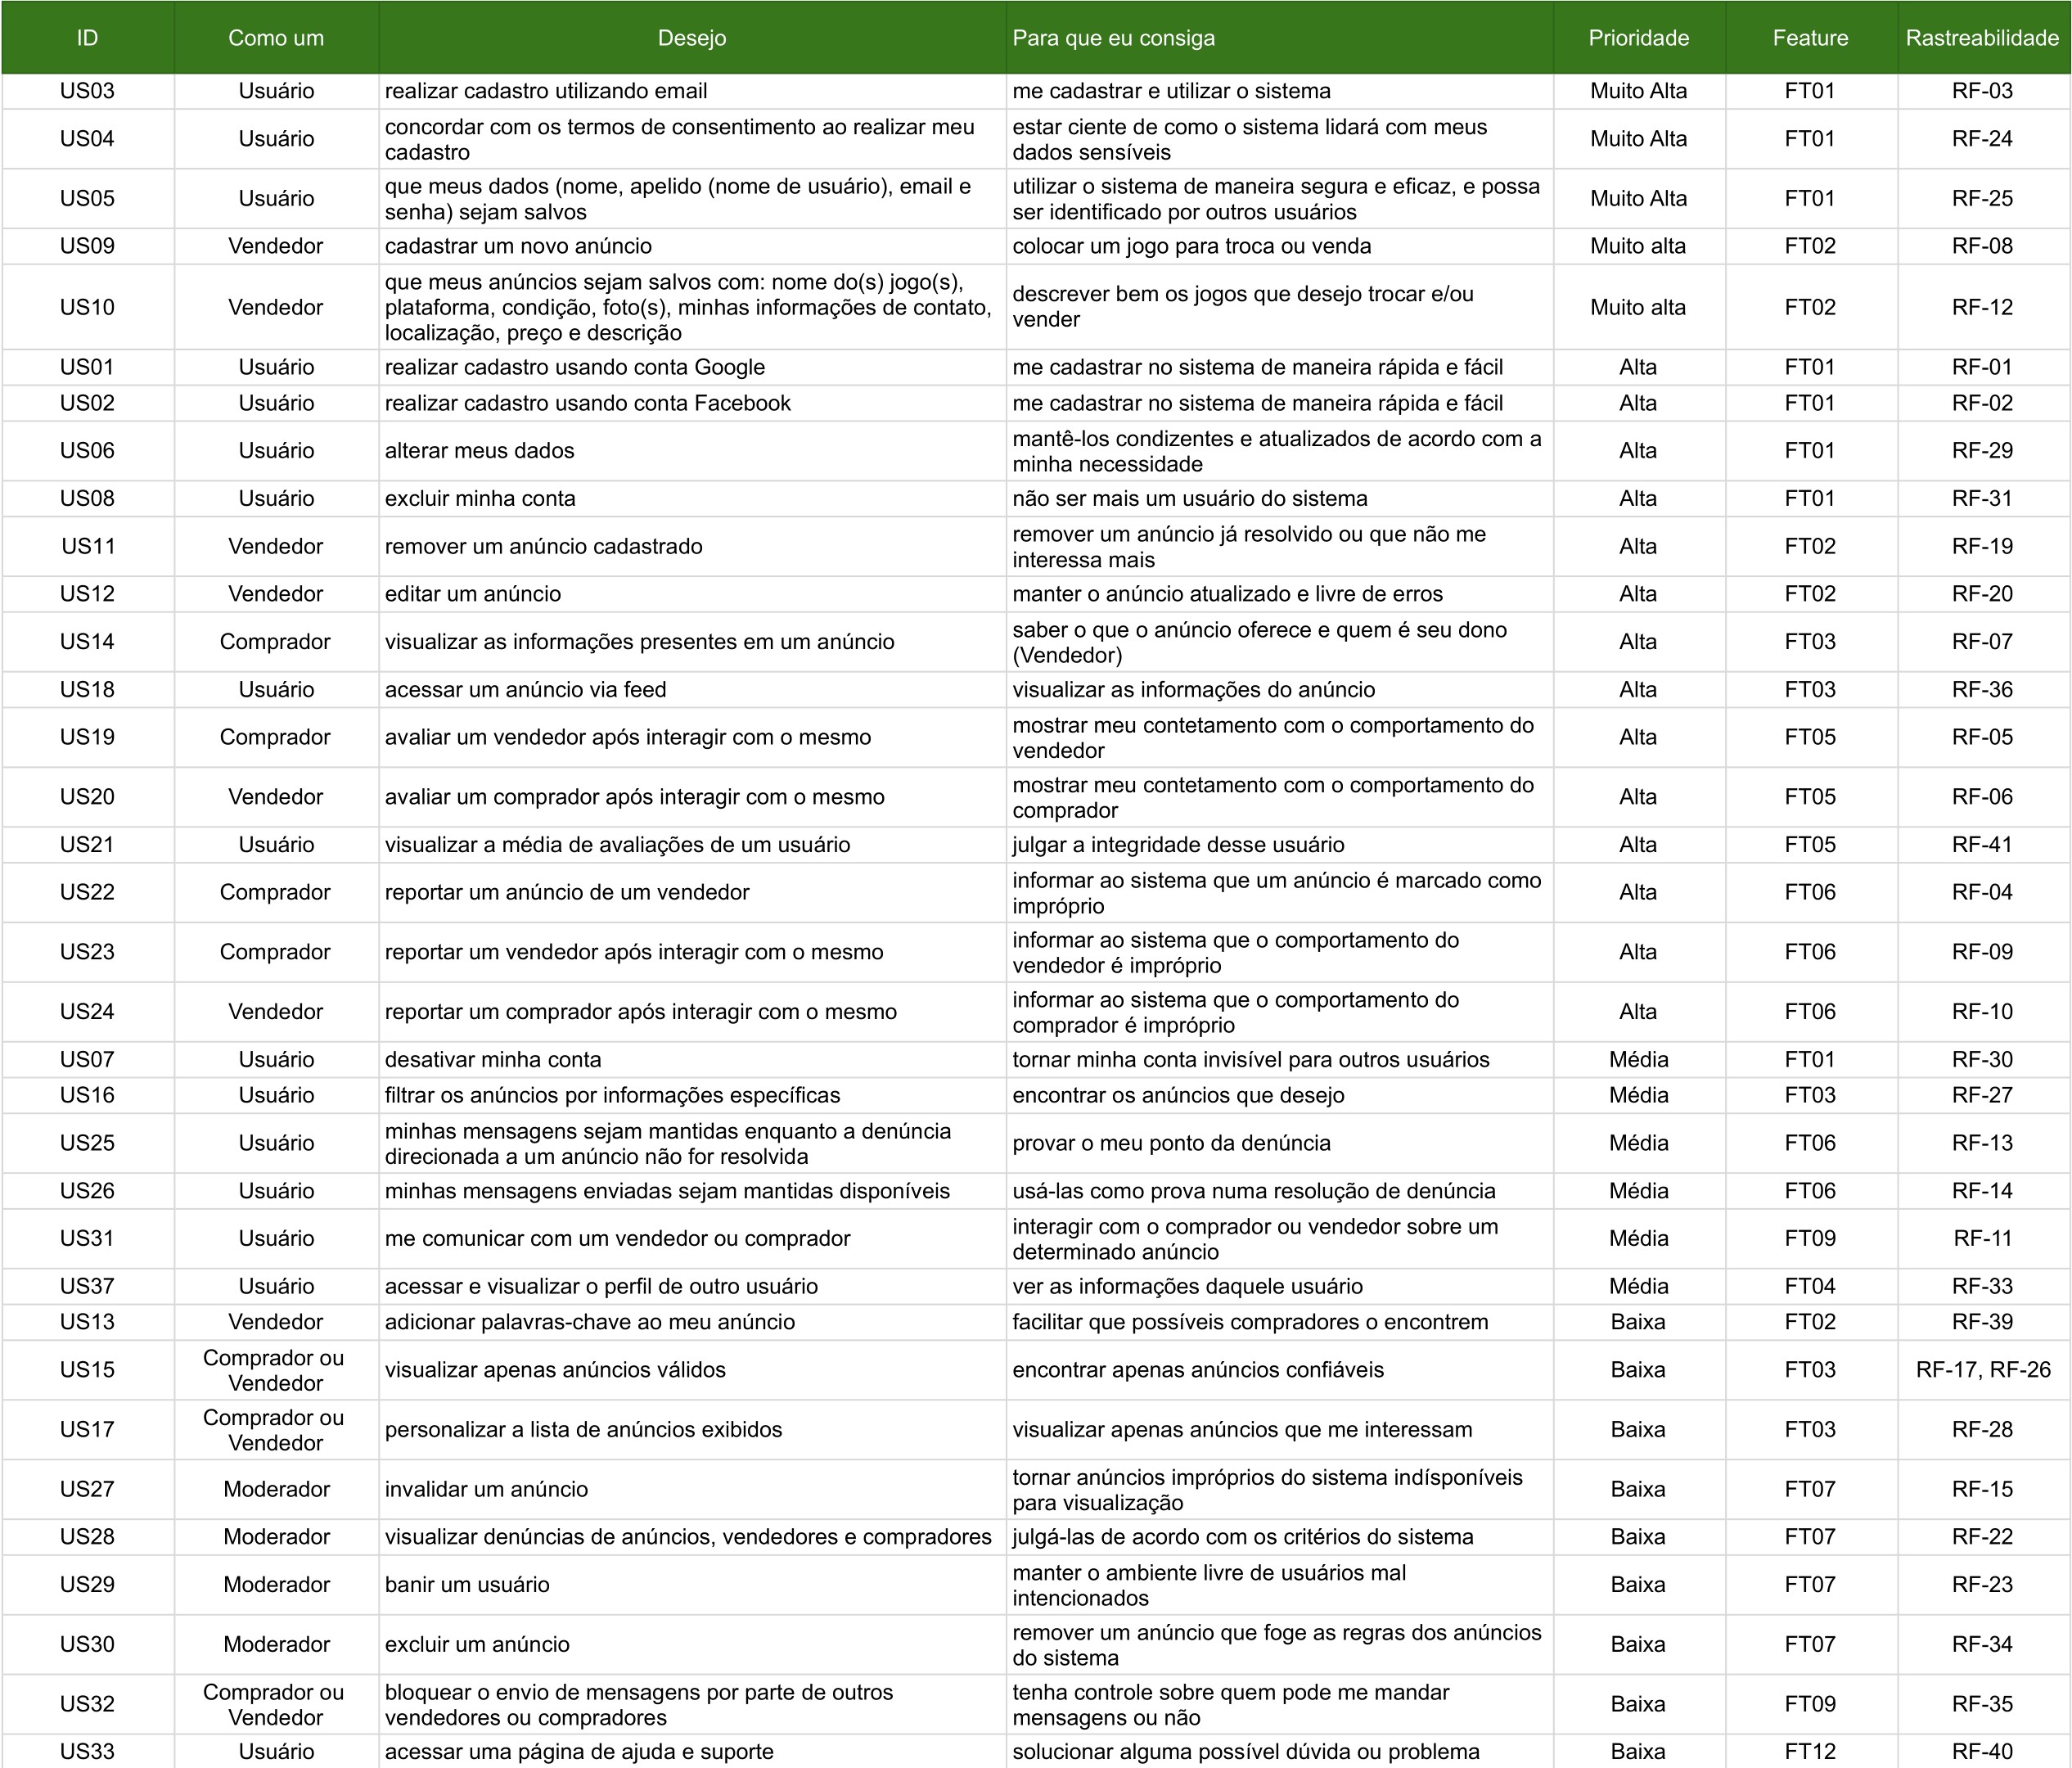 ID Como um Desejo Para que eu consiga Prioridade Feature Rastreabilidade
US03 Usuário realizar cadastro utilizando email me cadastrar e utilizar o sistema Muito Alta FT01 RF-03
US04 Usuário concordar com os termos de consentimento ao realizar meu
cadastro estar ciente de como o sistema lidará com meus
dados sensíveis Muito Alta FT01 RF-24
US05 Usuário que meus dados (nome, apelido (nome de usuário), email e
senha) sejam salvos utilizar o sistema de maneira segura e eficaz, e possa
ser identificado por outros usuários Muito Alta FT01 RF-25
US09 Vendedor cadastrar um novo anúncio colocar um jogo para troca ou venda Muito alta FT02 RF-08
US10 Vendedor que meus anúncios sejam salvos com: nome do(s) jogo(s),
plataforma, condição, foto(s), minhas informações de contato,
localização, preço e descrição descrever bem os jogos que desejo trocar e/ou
vender Muito alta FT02 RF-12
US01 Usuário realizar cadastro usando conta Google me cadastrar no sistema de maneira rápida e fácil Alta FT01 RF-01
US02 Usuário realizar cadastro usando conta Facebook me cadastrar no sistema de maneira rápida e fácil Alta FT01 RF-02
US06 Usuário alterar meus dados mantê-los condizentes e atualizados de acordo com a
minha necessidade Alta FT01 RF-29
US08 Usuário excluir minha conta não ser mais um usuário do sistema Alta FT01 RF-31
US11 Vendedor remover um anúncio cadastrado remover um anúncio já resolvido ou que não me
interessa mais Alta FT02 RF-19
US12 Vendedor editar um anúncio manter o anúncio atualizado e livre de erros Alta FT02 RF-20
US14 Comprador visualizar as informações presentes em um anúncio saber o que o anúncio oferece e quem é seu dono
(Vendedor) Alta FT03 RF-07
US18 Usuário acessar um anúncio via feed visualizar as informações do anúncio Alta FT03 RF-36
US19 Comprador avaliar um vendedor após interagir com o mesmo mostrar meu contetamento com o comportamento do
vendedor Alta FT05 RF-05
US20 Vendedor avaliar um comprador após interagir com o mesmo mostrar meu contetamento com o comportamento do
comprador Alta FT05 RF-06
US21 Usuário visualizar a média de avaliações de um usuário julgar a integridade desse usuário Alta FT05 RF-41
US22 Comprador reportar um anúncio de um vendedor informar ao sistema que um anúncio é marcado como
impróprio Alta FT06 RF-04
US23 Comprador reportar um vendedor após interagir com o mesmo informar ao sistema que o comportamento do
vendedor é impróprio Alta FT06 RF-09
US24 Vendedor reportar um comprador após interagir com o mesmo informar ao sistema que o comportamento do
comprador é impróprio Alta FT06 RF-10
US07 Usuário desativar minha conta tornar minha conta invisível para outros usuários Média FT01 RF-30
US16 Usuário filtrar os anúncios por informações específicas encontrar os anúncios que desejo Média FT03 RF-27
US25 Usuário minhas mensagens sejam mantidas enquanto a denúncia
direcionada a um anúncio não for resolvida provar o meu ponto da denúncia Média FT06 RF-13
US26 Usuário minhas mensagens enviadas sejam mantidas disponíveis usá-las como prova numa resolução de denúncia Média FT06 RF-14
US31 Usuário me comunicar com um vendedor ou comprador interagir com o comprador ou vendedor sobre um
determinado anúncio Média FT09 RF-11
US37 Usuário acessar e visualizar o perfil de outro usuário ver as informações daquele usuário Média FT04 RF-33
US13 Vendedor adicionar palavras-chave ao meu anúncio facilitar que possíveis compradores o encontrem Baixa FT02 RF-39
US15 Comprador ou
Vendedor visualizar apenas anúncios válidos encontrar apenas anúncios confiáveis Baixa FT03 RF-17, RF-26
US17 Comprador ou
Vendedor personalizar a lista de anúncios exibidos visualizar apenas anúncios que me interessam Baixa FT03 RF-28
US27 Moderador invalidar um anúncio tornar anúncios impróprios do sistema indísponíveis
para visualização Baixa FT07 RF-15
US28 Moderador visualizar denúncias de anúncios, vendedores e compradores julgá-las de acordo com os critérios do sistema Baixa FT07 RF-22
US29 Moderador banir um usuário manter o ambiente livre de usuários mal
intencionados Baixa FT07 RF-23
US30 Moderador excluir um anúncio remover um anúncio que foge as regras dos anúncios
do sistema Baixa FT07 RF-34
US32 Comprador ou
Vendedor bloquear o envio de mensagens por parte de outros
vendedores ou compradores tenha controle sobre quem pode me mandar
mensagens ou não Baixa FT09 RF-35
US33 Usuário acessar uma página de ajuda e suporte solucionar alguma possível dúvida ou problema Baixa FT12 RF-40